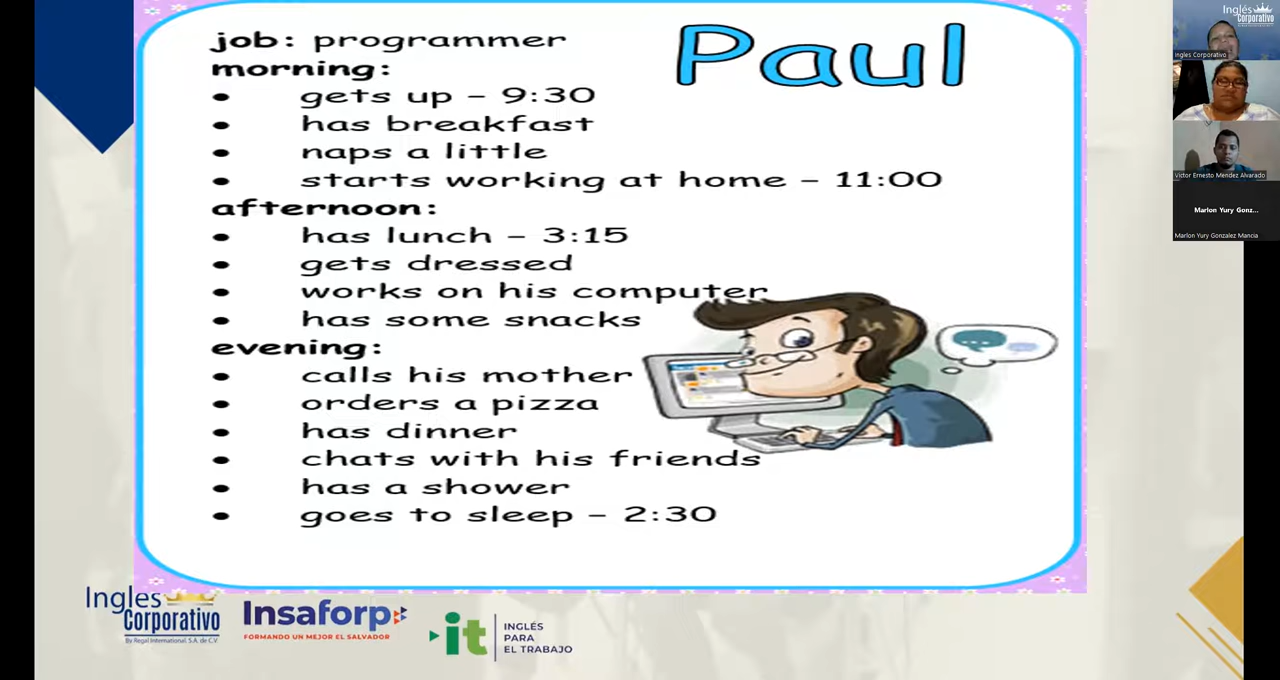 Paul
job: programmer
morning:
• gets up – 9:30
• has breakfast
• naps a little
• starts working at home – 11:00
afternoon:
• has lunch – 3:15
• gets dressed
• works on his computer
• has some snacks
evening:
• calls his mother
• orders a pizza
• has dinner
• chats with his friends
• has a shower
• goes to sleep – 2:30
Ingles
Corporativo
By Regal International, S.A. de C.V
Insaforp
FORMANDO UN MEJOR EL SALVADOR
it
INGLÉS
PARA
EL TRABAJO
Inglés
Corporativo
Ingles Corporativo
Victor Ernesto Mendez Alvarado
Marlon Yury Gonz...
Marlon Yury Gonzalez Mancia